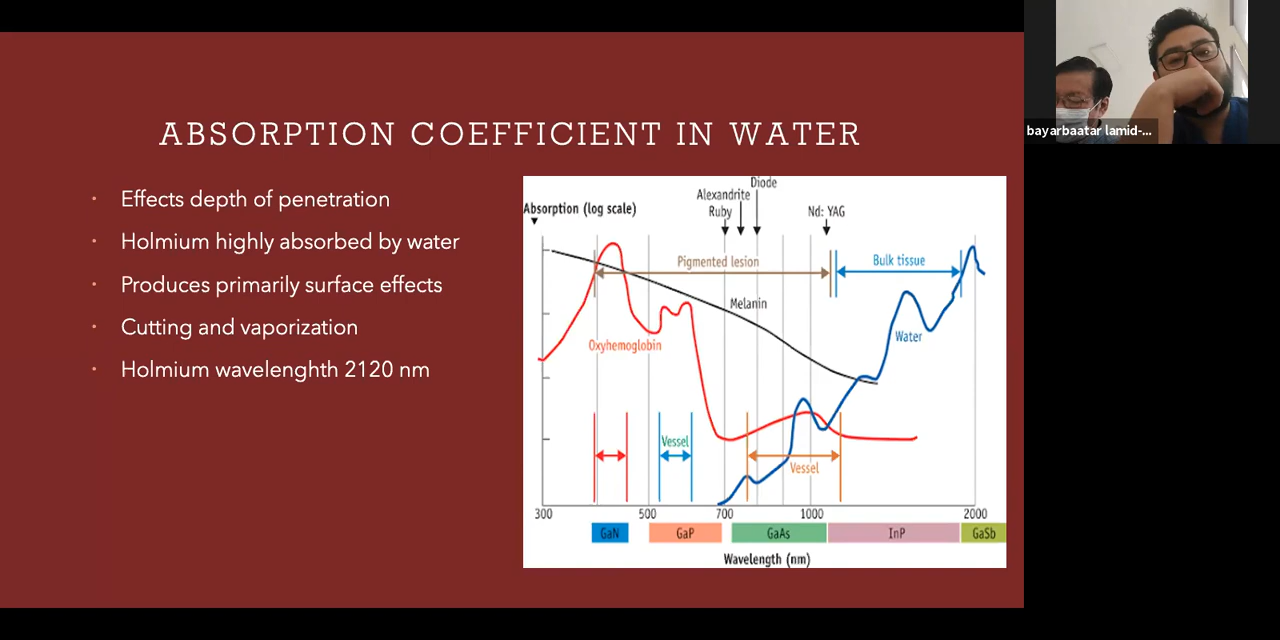 ABSORPTION COEFFICIENT IN WATER
• Effects depth of penetration
• Holmium highly absorbed by water
• Produces primarily surface effects
• Cutting and vaporization
• Holmium wavelenghth 2120 nm
Diode
Alexandrite
Ruby
Nd: YAG
Absorption (log scale)
Pigmented lesion
Bulk tissue
Melanin
Water
Oxyhemoglobin
Vessel
Vessel
300 500 700 1000 2000
GaN GaP GaAs InP GaSb
Wavelength (nm)
bayarbaatar lamid-...